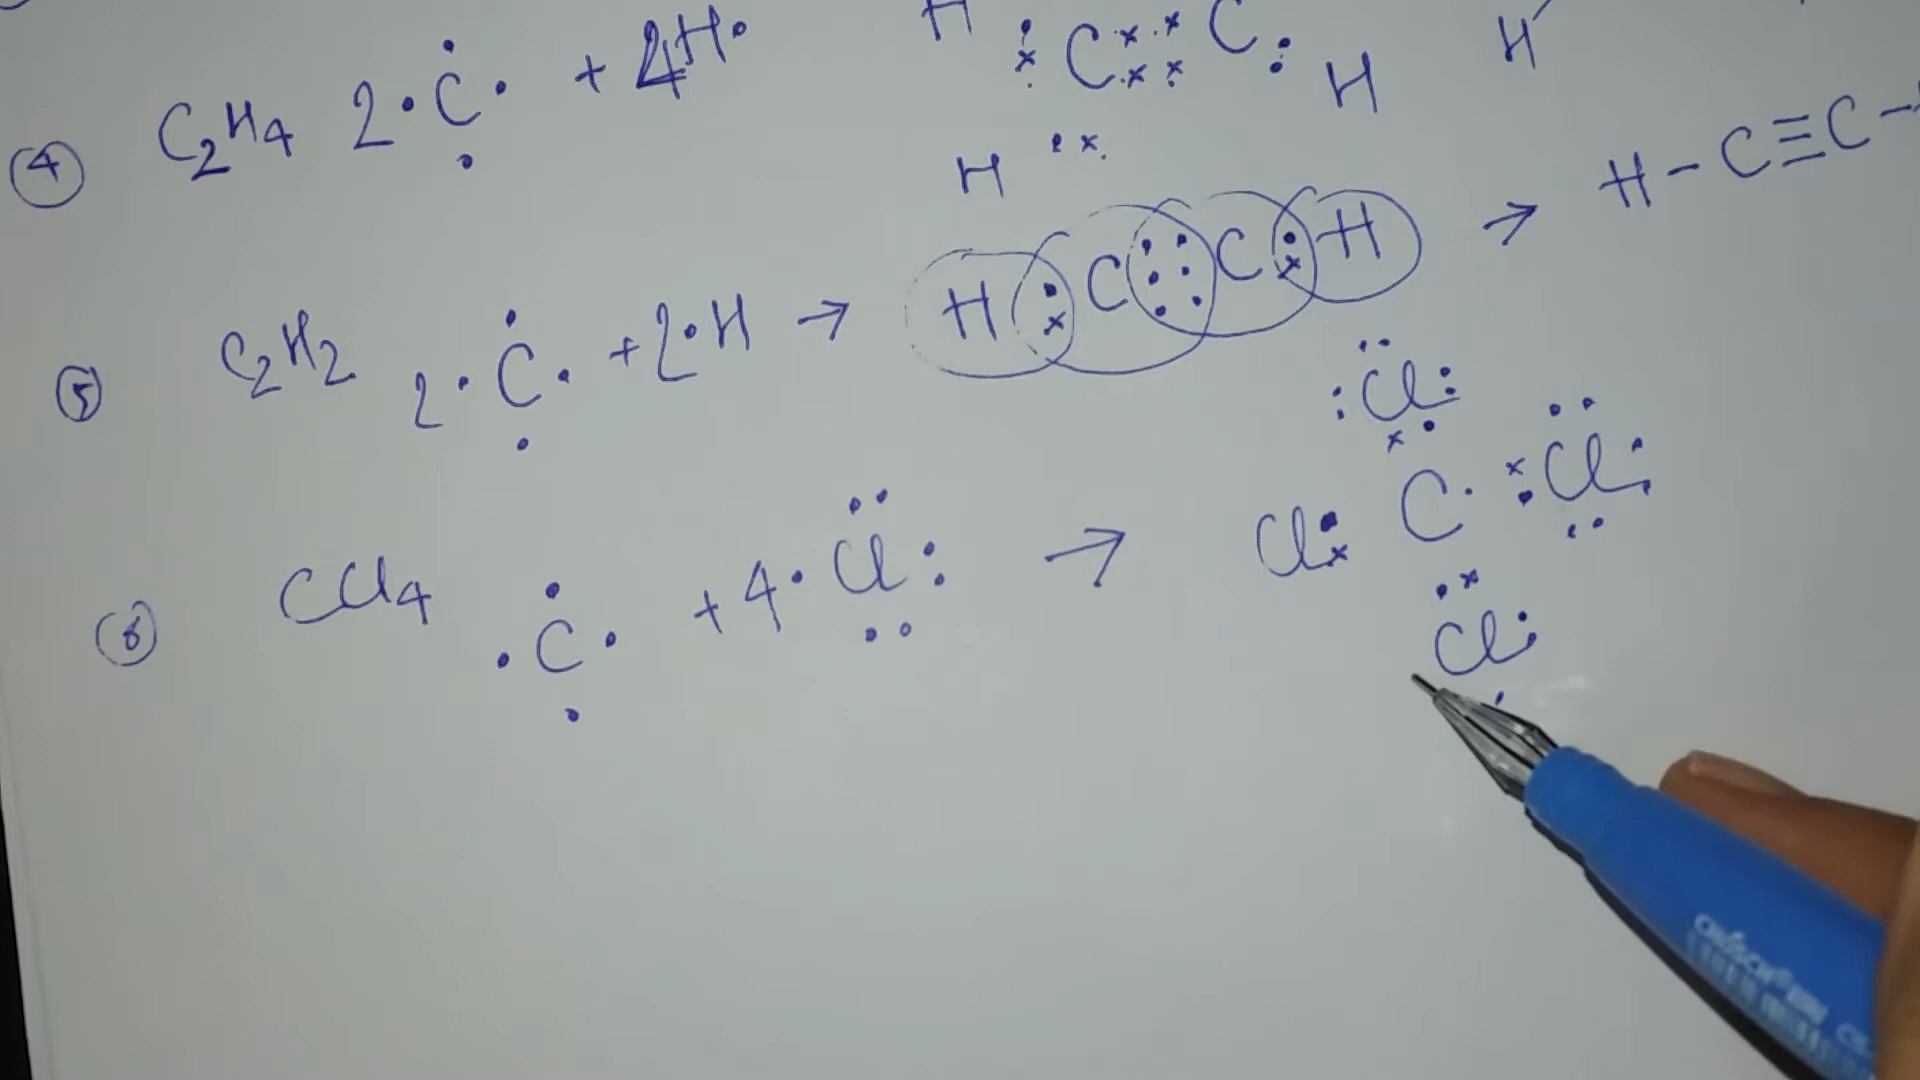 ④ C₂H₄ 2 ·C· + 4H· H C C H H H
⑤ C₂H₂ 2 ·C· + 2·H → H C C H → H-C≡C-
⑥ CCl₄ ·C· + 4·Cl: → Cl Cl C Cl Cl